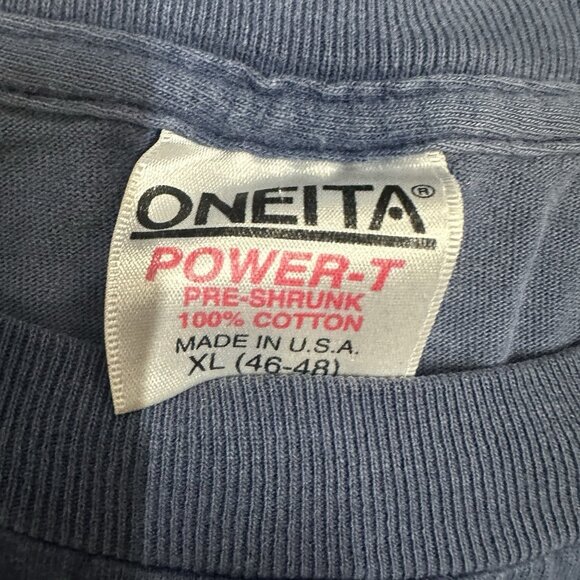 ONEITA®
POWER-T
PRE-SHRUNK
100% COTTON
MADE IN U.S.A.
XL (46-48)